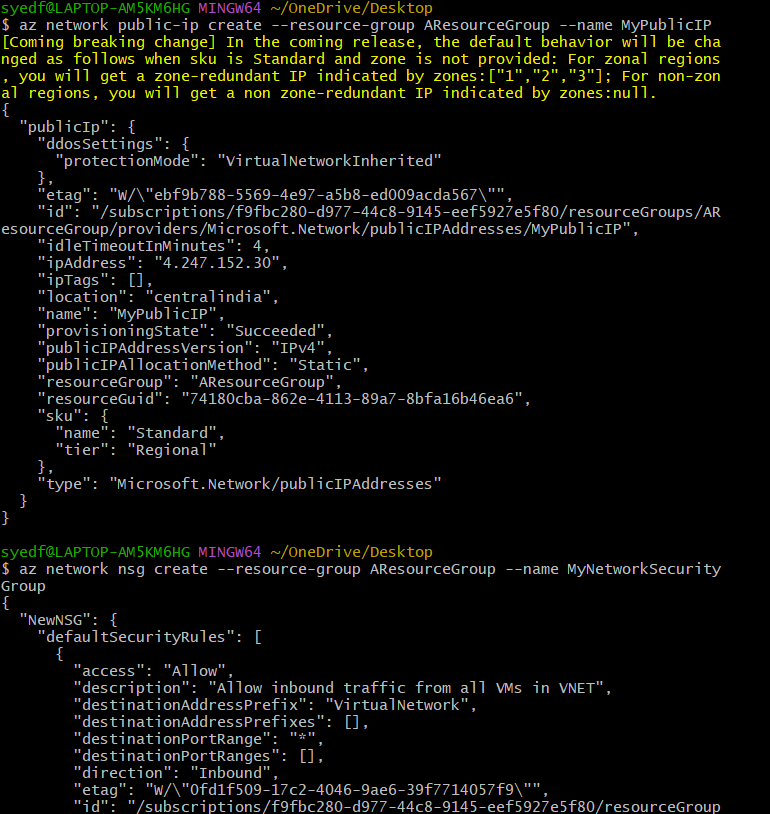 syedf@LAPTOP-AM5KM6HG MINGW64 ~/OneDrive/Desktop
$ az network public-ip create --resource-group AResourceGroup --name MyPublicIP
[Coming breaking change] In the coming release, the default behavior will be cha
nged as follows when sku is Standard and zone is not provided: For zonal regions
, you will get a zone-redundant IP indicated by zones:["1","2","3"]; For non-zon
al regions, you will get a non zone-redundant IP indicated by zones:null.
{
  "publicIp": {
    "ddosSettings": {
      "protectionMode": "VirtualNetworkInherited"
    },
    "etag": "W/\"ebf9b788-5569-4e97-a5b8-ed009acda567\"",
    "id": "/subscriptions/f9fbc280-d977-44c8-9145-eef5927e5f80/resourceGroups/AR
esourceGroup/providers/Microsoft.Network/publicIPAddresses/MyPublicIP",
    "idleTimeoutInMinutes": 4,
    "ipAddress": "4.247.152.30",
    "ipTags": [],
    "location": "centralindia",
    "name": "MyPublicIP",
    "provisioningState": "Succeeded",
    "publicIPAddressVersion": "IPv4",
    "publicIPAllocationMethod": "Static",
    "resourceGroup": "AResourceGroup",
    "resourceGuid": "74180cba-862e-4113-89a7-8bfa16b46ea6",
    "sku": {
      "name": "Standard",
      "tier": "Regional"
    },
    "type": "Microsoft.Network/publicIPAddresses"
  }
}
syedf@LAPTOP-AM5KM6HG MINGW64 ~/OneDrive/Desktop
$ az network nsg create --resource-group AResourceGroup --name MyNetworkSecurity
Group
{
  "NewNSG": {
    "defaultSecurityRules": [
      {
        "access": "Allow",
        "description": "Allow inbound traffic from all VMs in VNET",
        "destinationAddressPrefix": "VirtualNetwork",
        "destinationAddressPrefixes": [],
        "destinationPortRange": "*",
        "destinationPortRanges": [],
        "direction": "Inbound",
        "etag": "W/\"0fd1f509-17c2-4046-9ae6-39f7714057f9\"",
        "id": "/subscriptions/f9fbc280-d977-44c8-9145-eef5927e5f80/resourceGroup